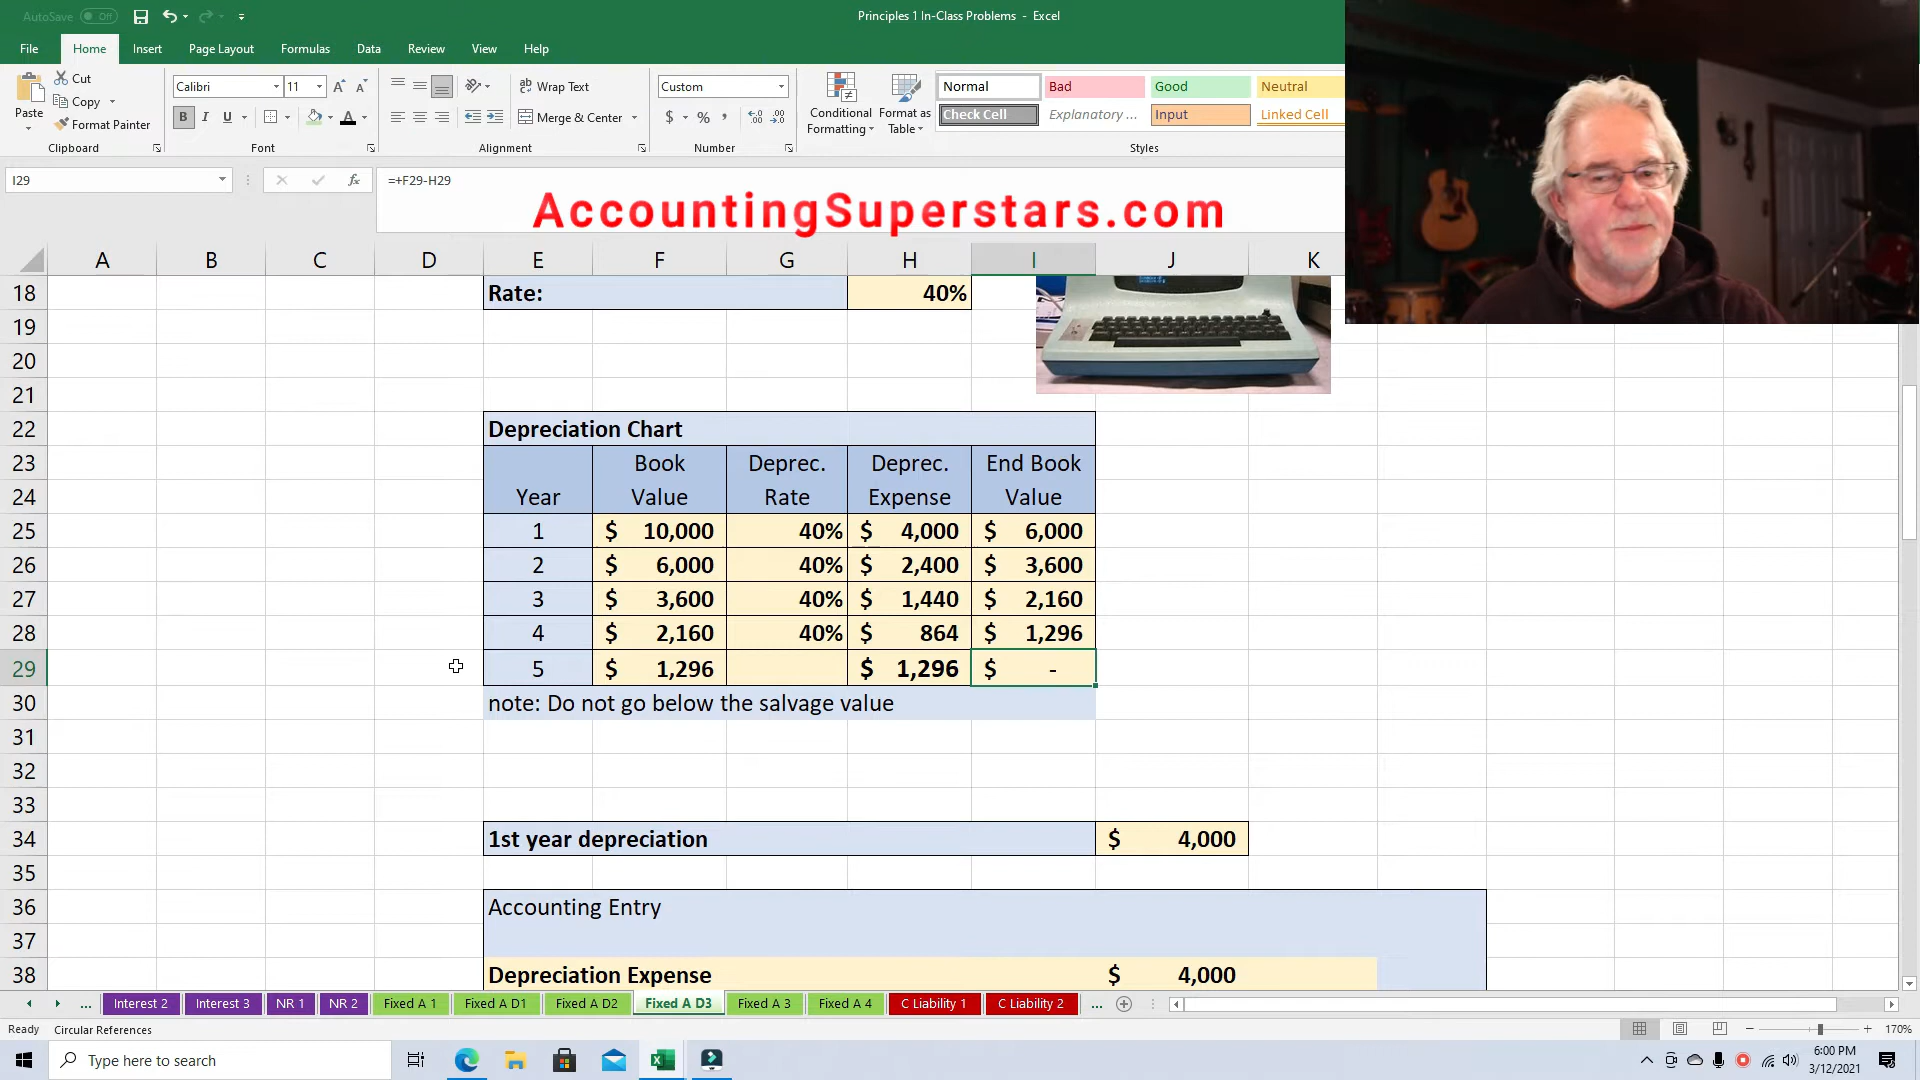 AutoSave Off
Principles 1 In-Class Problems - Excel
File Home Insert Page Layout Formulas Data Review View Help
Paste
Cut
Copy
Format Painter
Clipboard
Calibri 11
B I U
Font
Wrap Text
Merge & Center
Alignment
Custom
$ % ,
Number
Conditional Formatting
Format as Table
Normal Bad Good Neutral
Check Cell Explanatory ... Input Linked Cell
Styles
I29
fx
=+F29-H29
AccountingSuperstars.com
A B C D E F G H I J K
18 Rate: 40%
19
20
21
22 Depreciation Chart
23 Book Deprec. Deprec. End Book
24 Year Value Rate Expense Value
25 1 $ 10,000 40% $ 4,000 $ 6,000
26 2 $ 6,000 40% $ 2,400 $ 3,600
27 3 $ 3,600 40% $ 1,440 $ 2,160
28 4 $ 2,160 40% $ 864 $ 1,296
29 5 $ 1,296 $ 1,296 $ -
30 note: Do not go below the salvage value
31
32
33
34 1st year depreciation $ 4,000
35
36 Accounting Entry
37
38 Depreciation Expense $ 4,000
... Interest 2 Interest 3 NR 1 NR 2 Fixed A 1 Fixed A D1 Fixed A D2 Fixed A D3 Fixed A 3 Fixed A 4 C Liability 1 C Liability 2 ...
Ready Circular References
170%
Type here to search
6:00 PM
3/12/2021